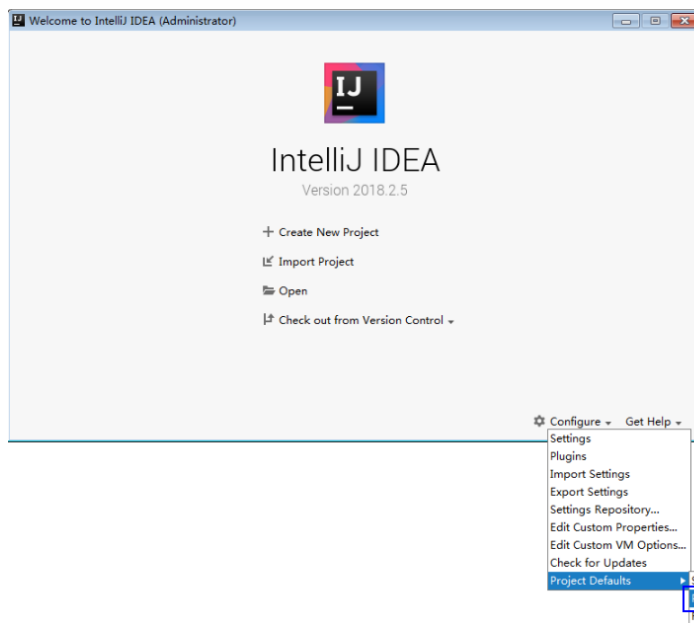 Welcome to IntelliJ IDEA (Administrator)
IJ
IntelliJ IDEA
Version 2018.2.5
Create New Project
Import Project
Open
Check out from Version Control
Configure Get Help
Settings
Plugins
Import Settings
Export Settings
Settings Repository...
Edit Custom Properties...
Edit Custom VM Options...
Check for Updates
Project Defaults